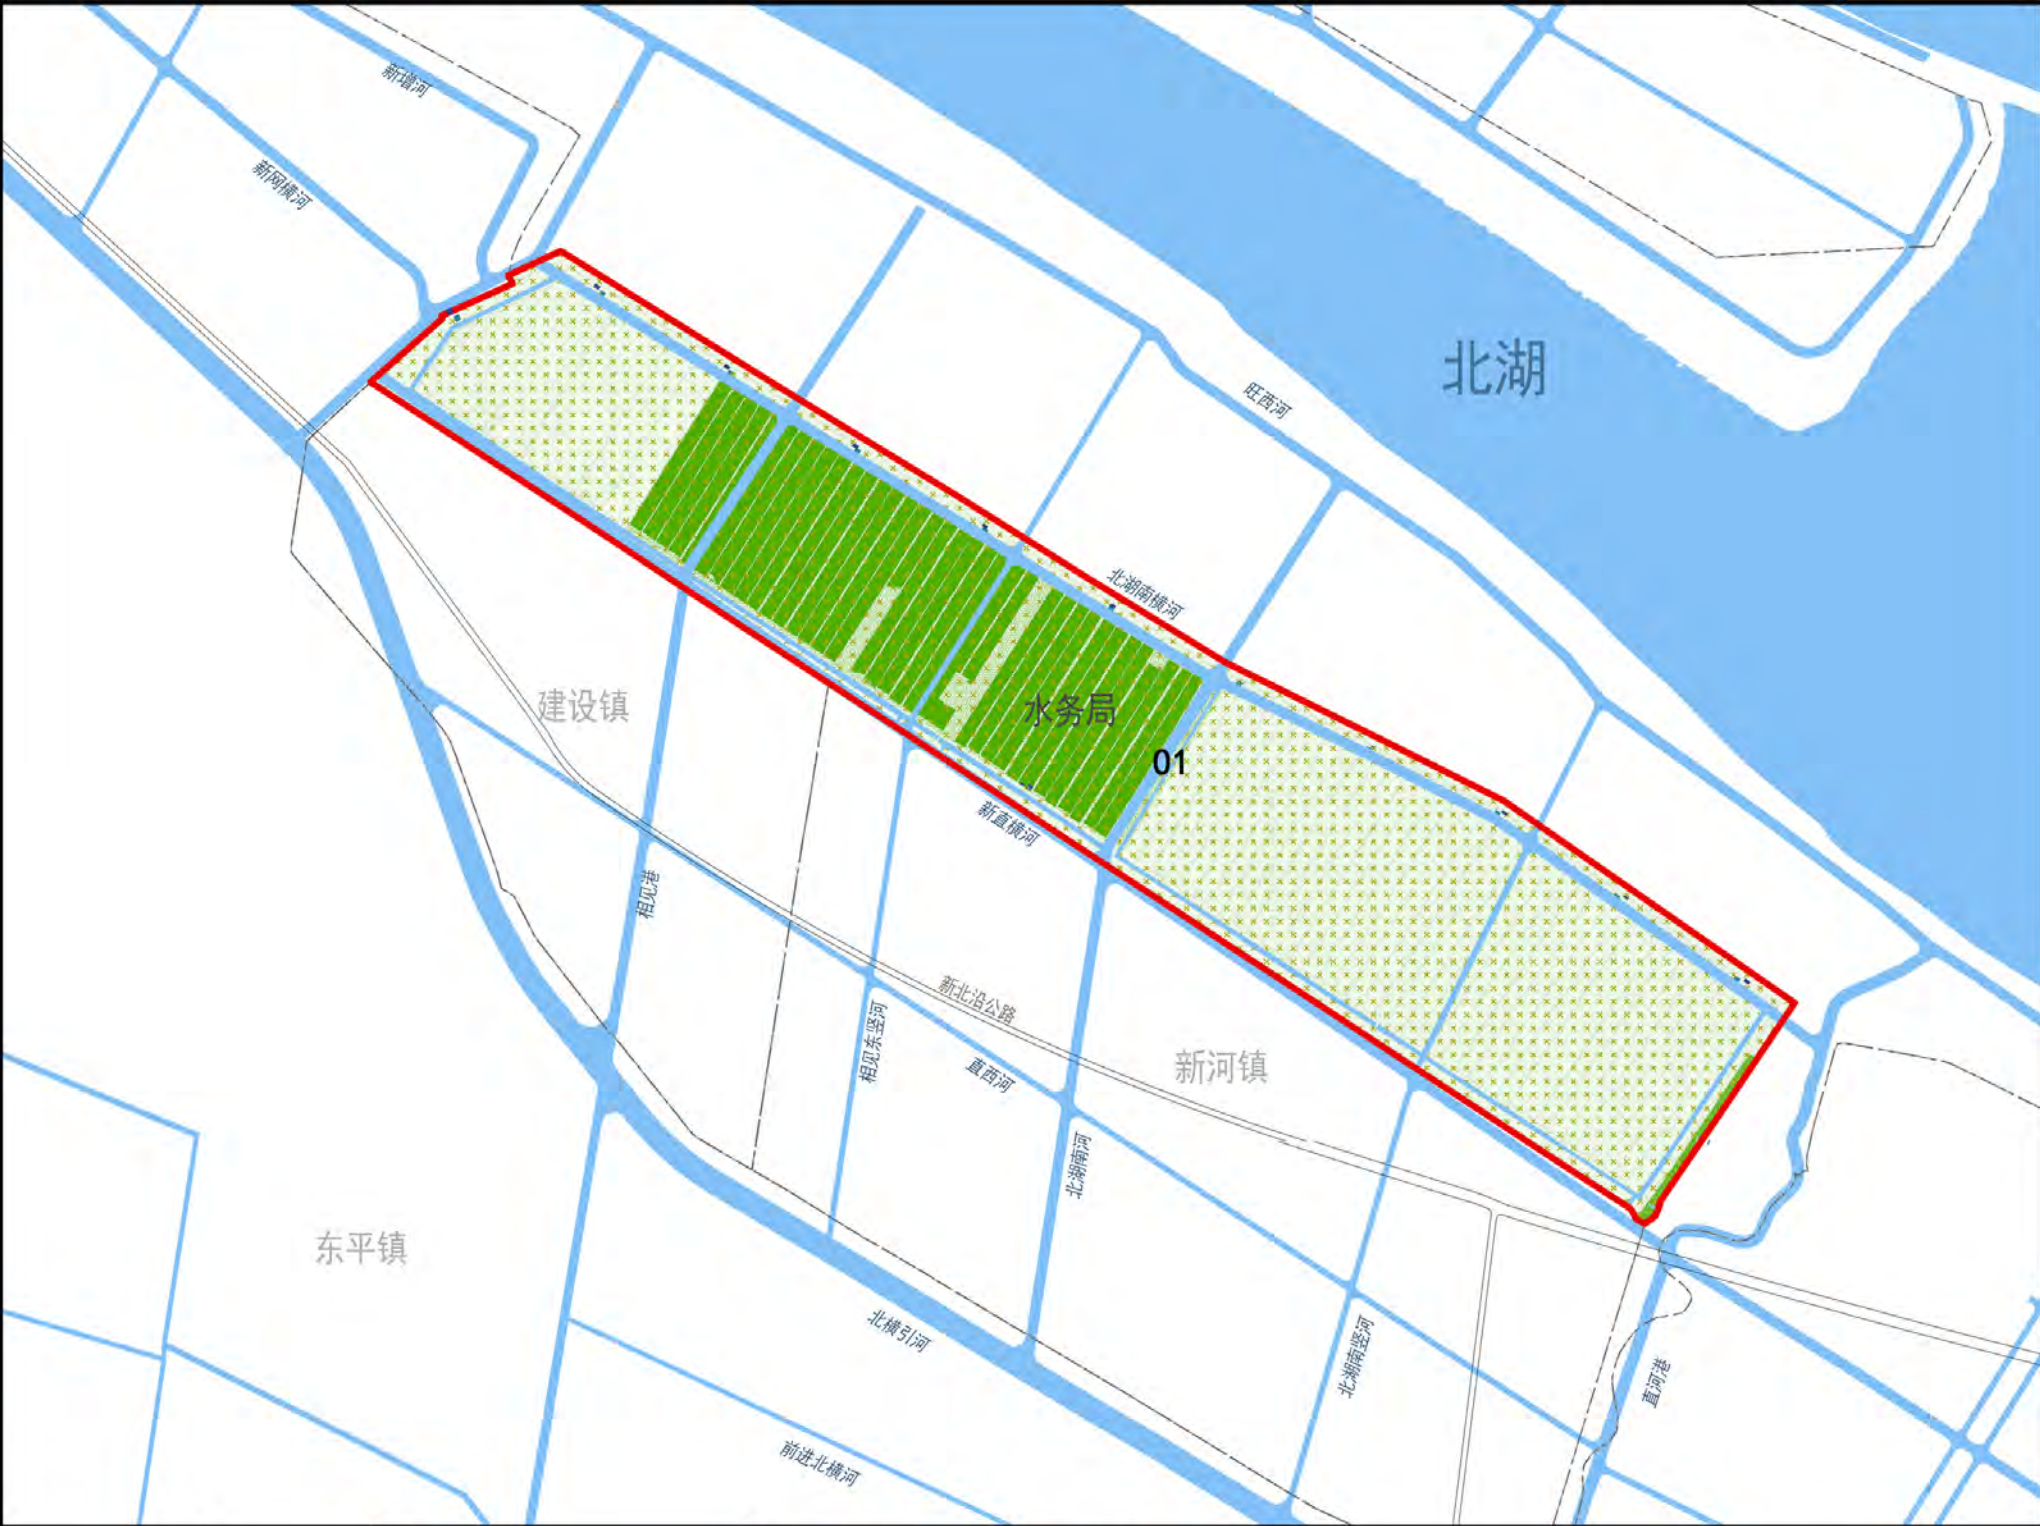 新增河
新网横河
北湖
旺西河
北湖南横河
建设镇
水务局
01
新直横河
相见港
新北沿公路
相见东竖河
直西河
新河镇
北湖南河
东平镇
北横引河
北湖南竖河
直河港
前进北横河